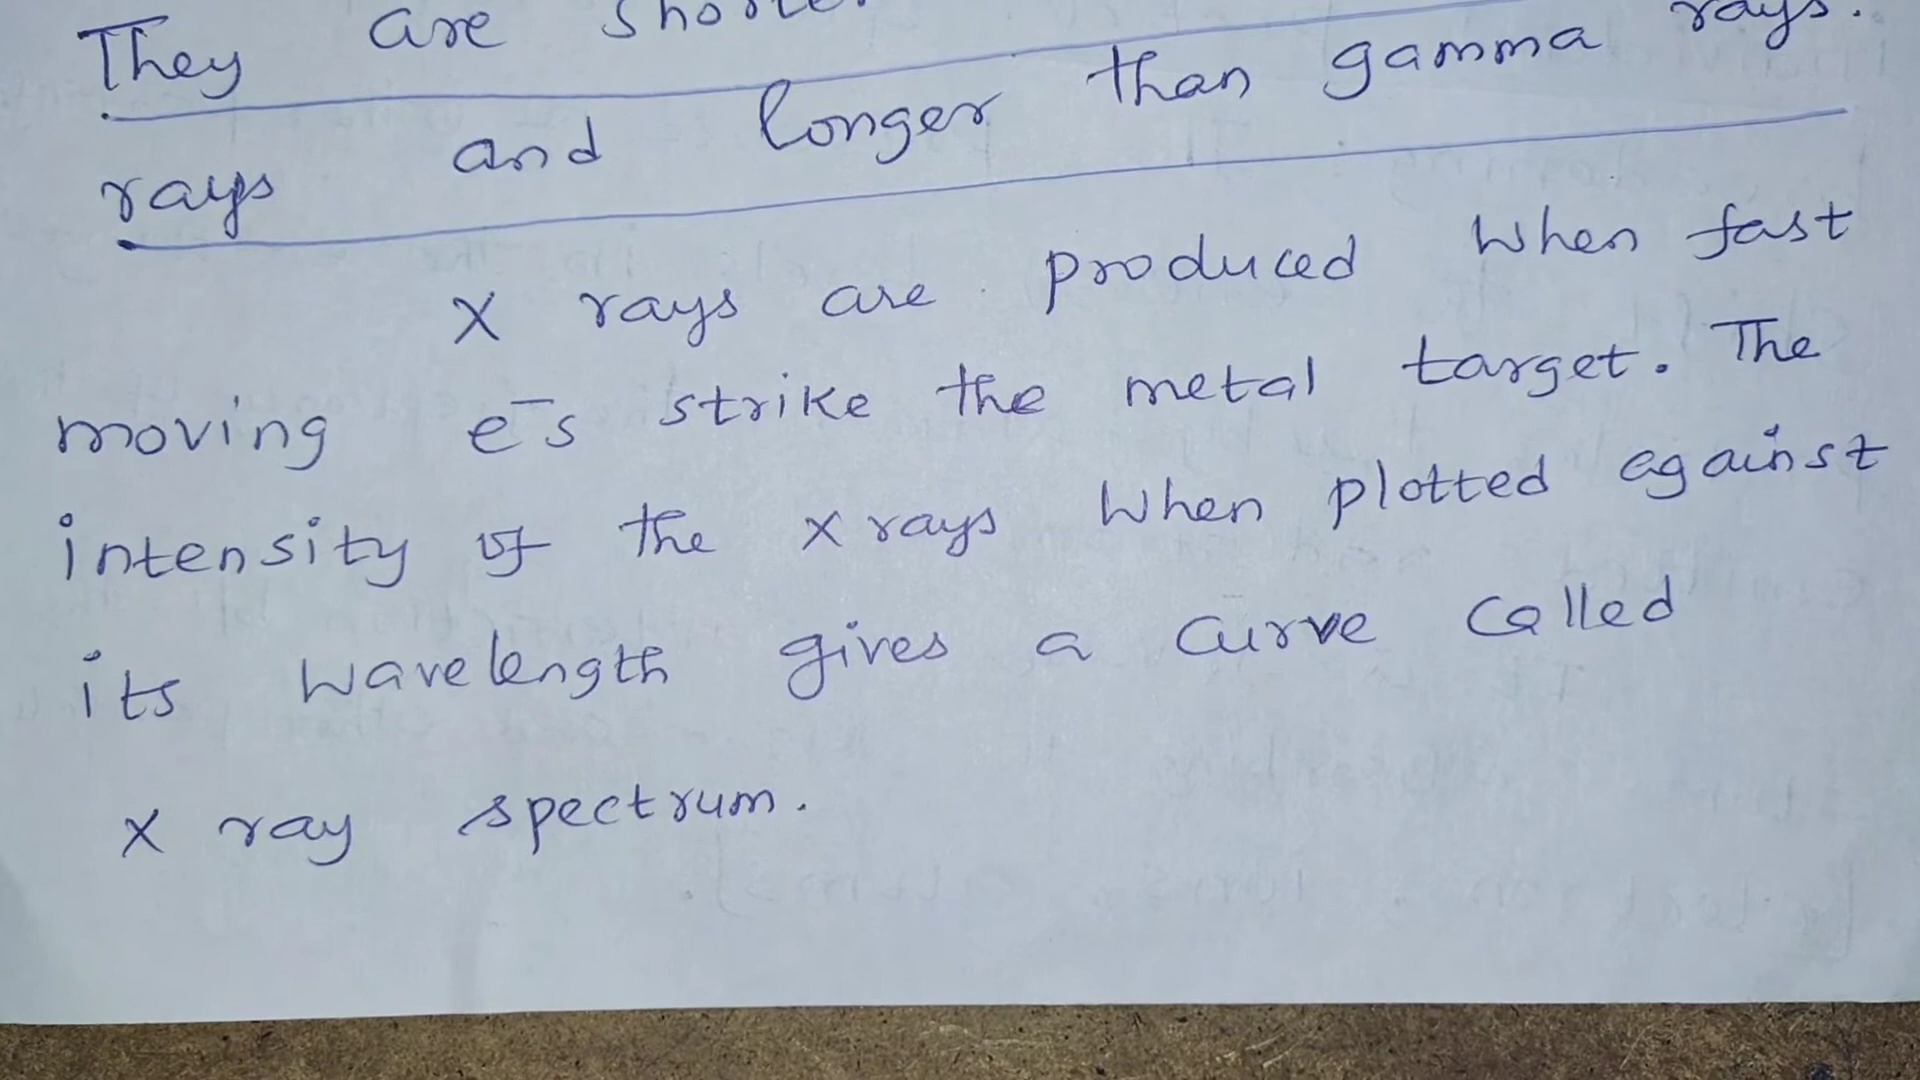 They are shorte
rays and longer than gamma rays.
X rays are produced when fast
moving e⁻s strike the metal target. The
intensity of the x rays when plotted against
its wavelength gives a curve called
x ray spectrum.